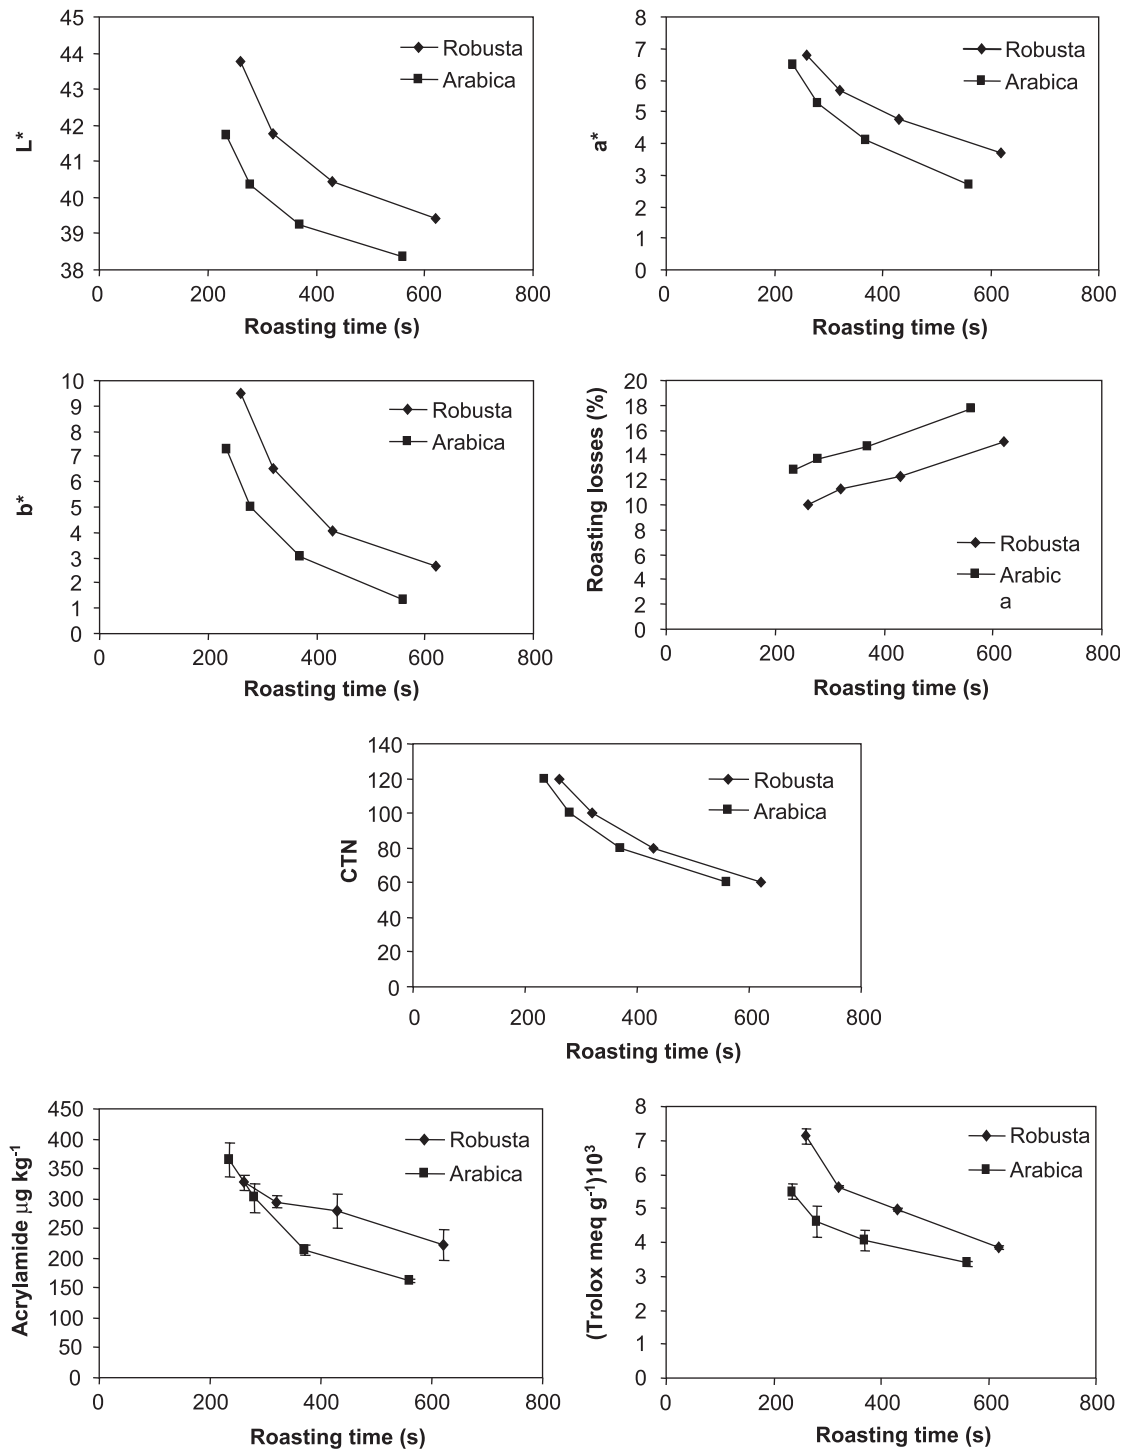 45
44
43
42
41
40
39
38
L*
Robusta
Arabica
0 200 400 600 800
Roasting time (s)
8
7
6
5
4
3
2
1
0
a*
Robusta
Arabica
0 200 400 600 800
Roasting time (s)
10
9
8
7
6
5
4
3
2
1
0
b*
Robusta
Arabica
0 200 400 600 800
Roasting time (s)
20
18
16
14
12
10
8
6
4
2
0
Roasting losses (%)
Robusta
Arabic
a
0 200 400 600 800
Roasting time (s)
140
120
100
80
60
40
20
0
CTN
Robusta
Arabica
0 200 400 600 800
Roasting time (s)
450
400
350
300
250
200
150
100
50
0
Acrylamide µg kg⁻¹
Robusta
Arabica
0 200 400 600 800
Roasting time (s)
8
7
6
5
4
3
2
1
0
(Trolox meq g⁻¹)10³
Robusta
Arabica
0 200 400 600 800
Roasting time (s)